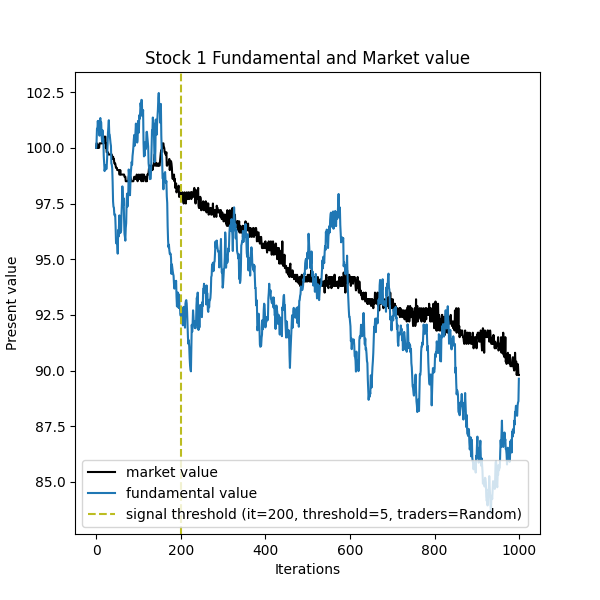 Stock 1 Fundamental and Market value
102.5
100.0
97.5
95.0
92.5
90.0
87.5
85.0
Present value
market value
fundamental value
signal threshold (it=200, threshold=5, traders=Random)
0 200 400 600 800 1000
Iterations